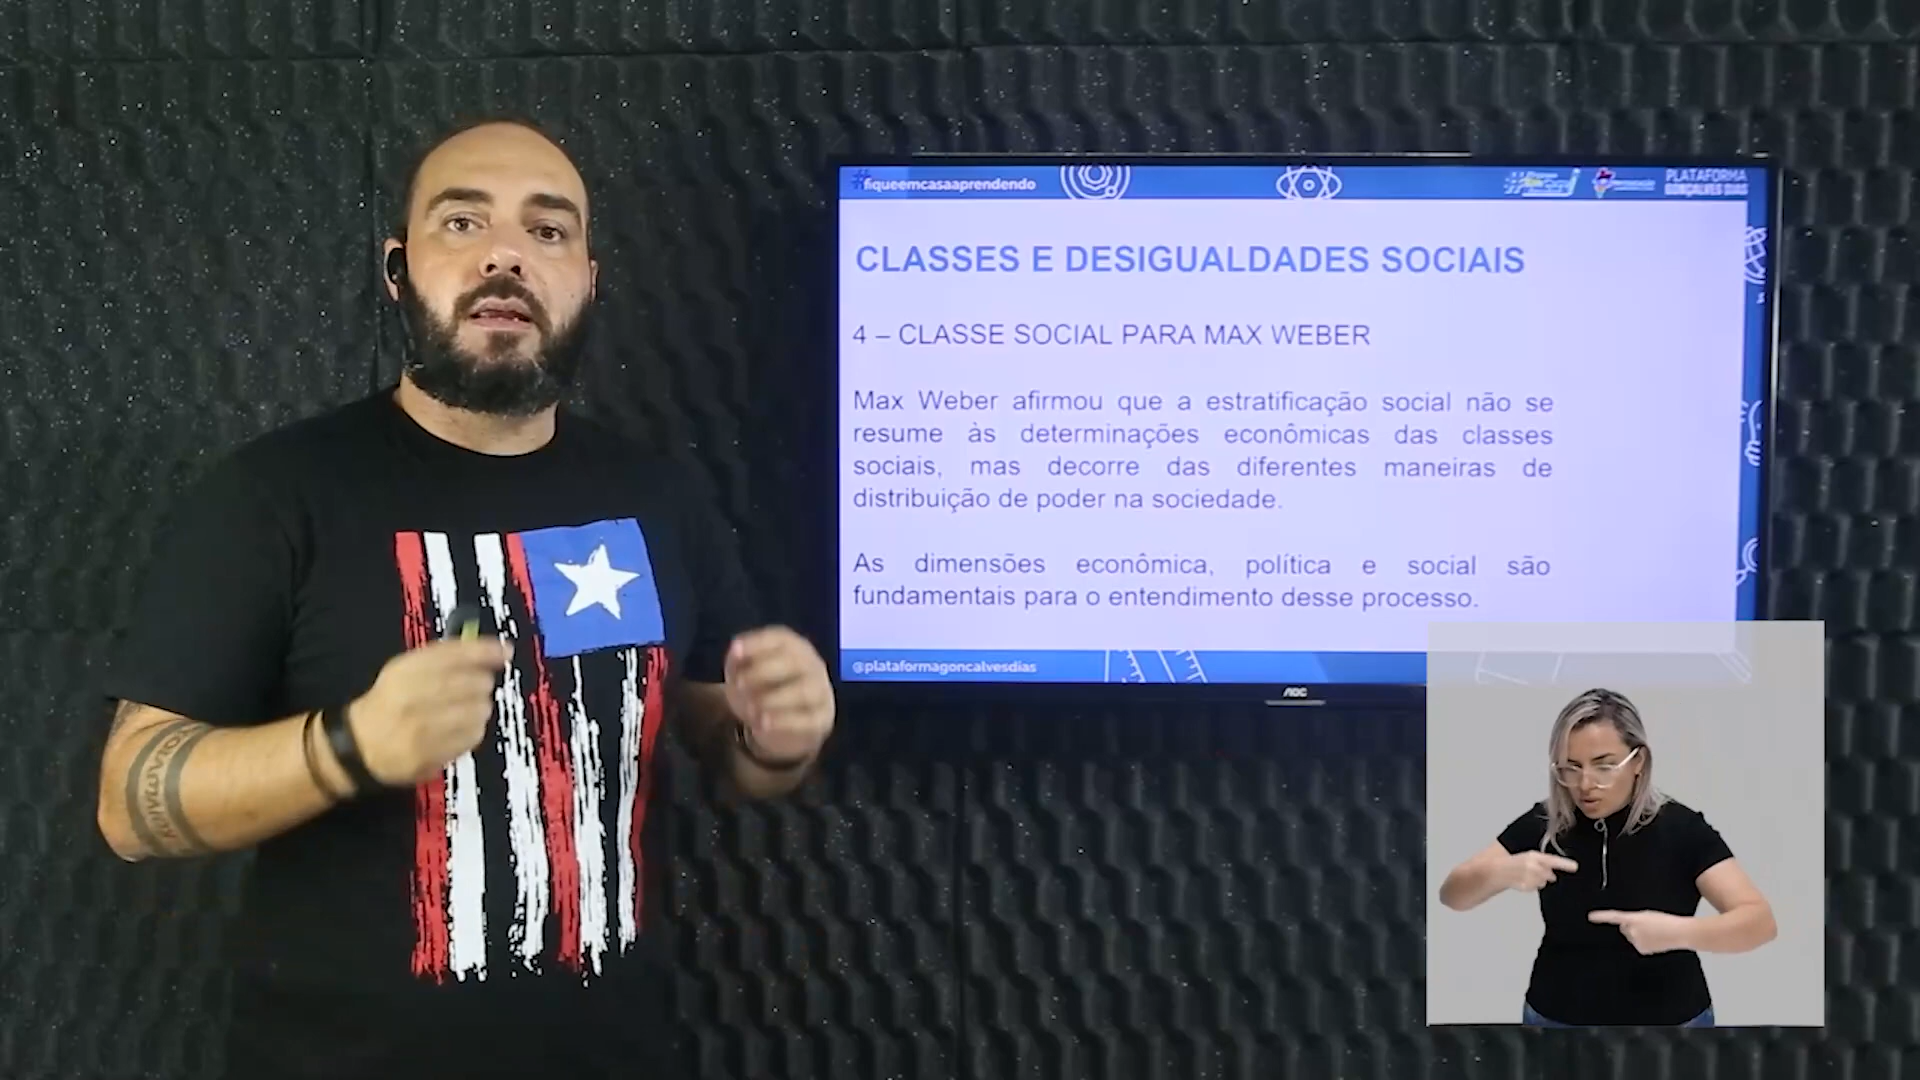 #fiqueemcasaaprendendo
PLATAFORMA
GONÇALVES DIAS
CLASSES E DESIGUALDADES SOCIAIS
4 – CLASSE SOCIAL PARA MAX WEBER
Max Weber afirmou que a estratificação social não se
resume às determinações econômicas das classes
sociais, mas decorre das diferentes maneiras de
distribuição de poder na sociedade.
As dimensões econômica, política e social são
fundamentais para o entendimento desse processo.
@plataformagoncalvesdias
AOC